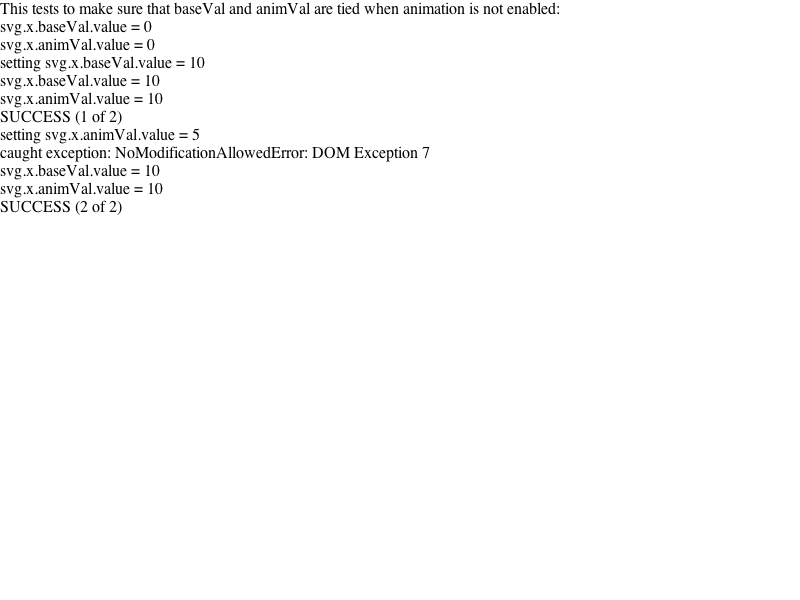 This tests to make sure that baseVal and animVal are tied when animation is not enabled:
svg.x.baseVal.value = 0
svg.x.animVal.value = 0
setting svg.x.baseVal.value = 10
svg.x.baseVal.value = 10
svg.x.animVal.value = 10
SUCCESS (1 of 2)
setting svg.x.animVal.value = 5
caught exception: NoModificationAllowedError: DOM Exception 7
svg.x.baseVal.value = 10
svg.x.animVal.value = 10
SUCCESS (2 of 2)